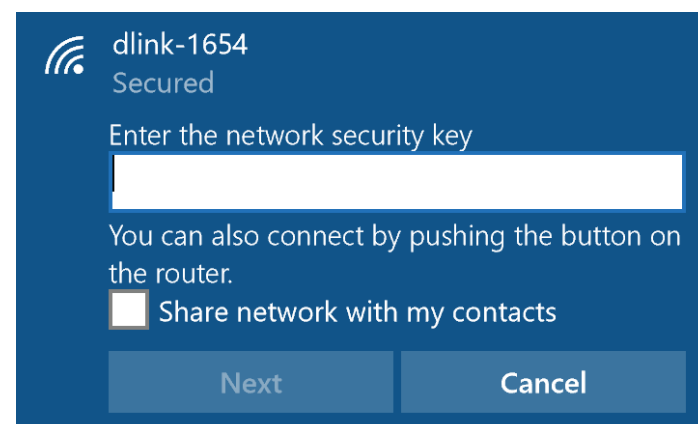 dlink-1654
Secured
Enter the network security key
You can also connect by pushing the button on
the router.
Share network with my contacts
Next
Cancel